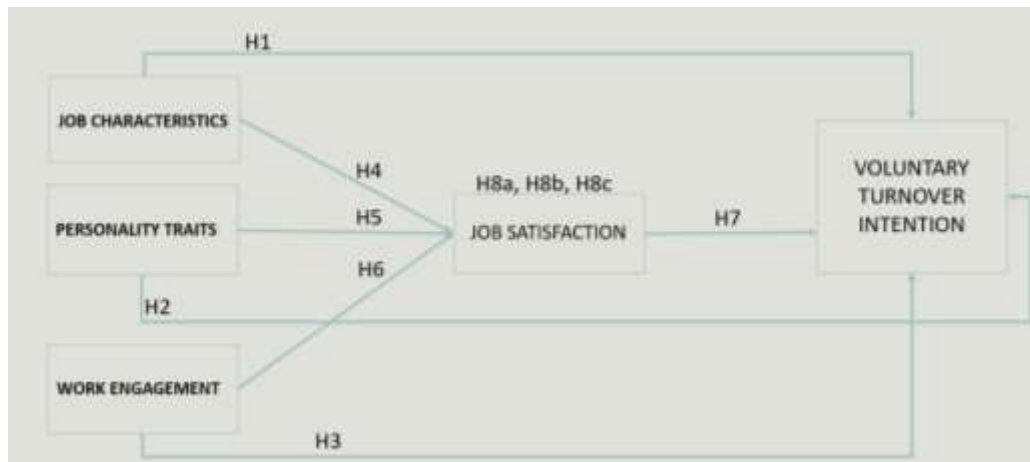 H1
JOB CHARACTERISTICS
H4
H8a, H8b, H8c
VOLUNTARY
TURNOVER
INTENTION
PERSONALITY TRAITS
H5
JOB SATISFACTION
H7
H6
H2
WORK ENGAGEMENT
H3